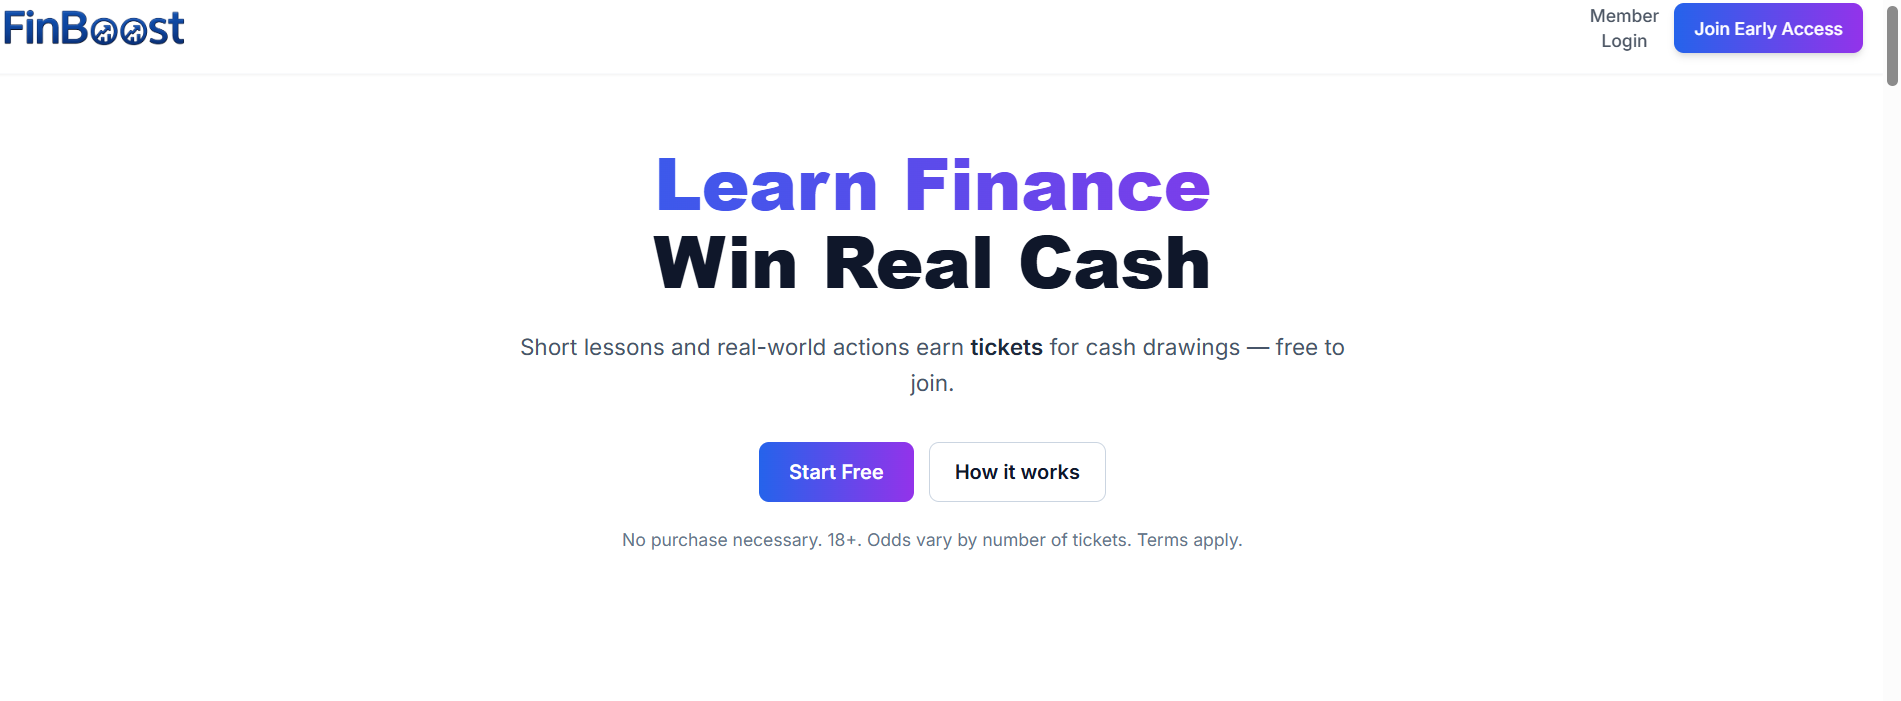 FinBoost
Member
Login
Join Early Access
Learn Finance
Win Real Cash
Short lessons and real-world actions earn tickets for cash drawings — free to
join.
Start Free
How it works
No purchase necessary. 18+. Odds vary by number of tickets. Terms apply.